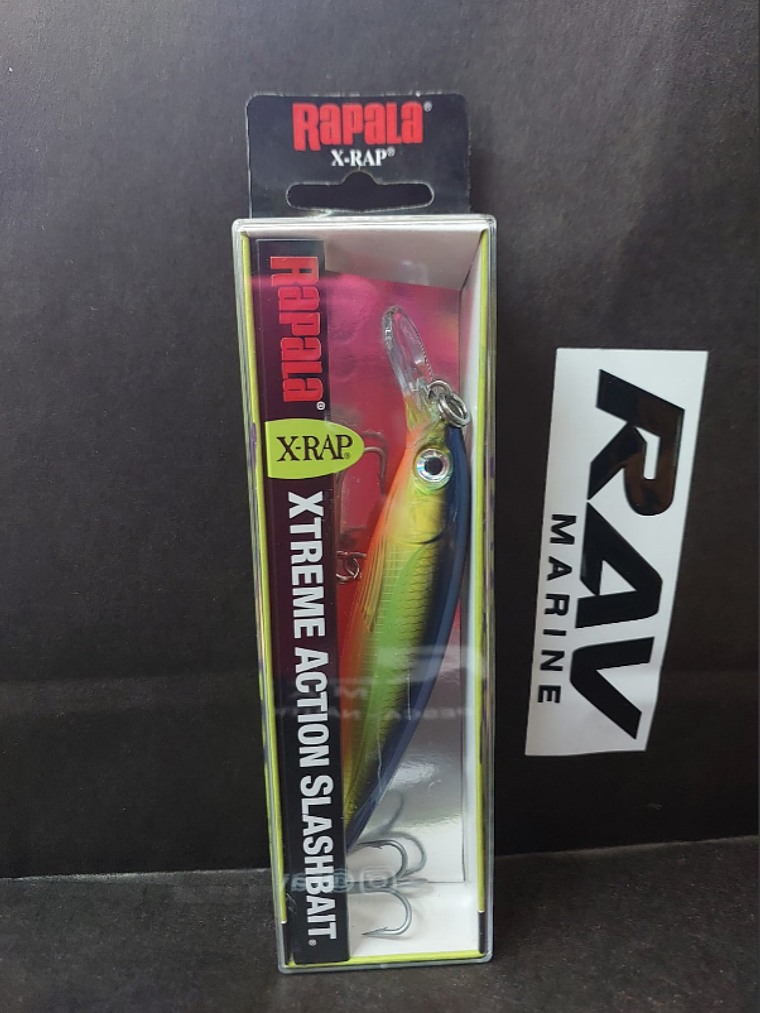 RAPALA®
X-RAP®
RAPALA®
X-RAP®
XTREME ACTION SLASHBAIT®
RAV
MARINE